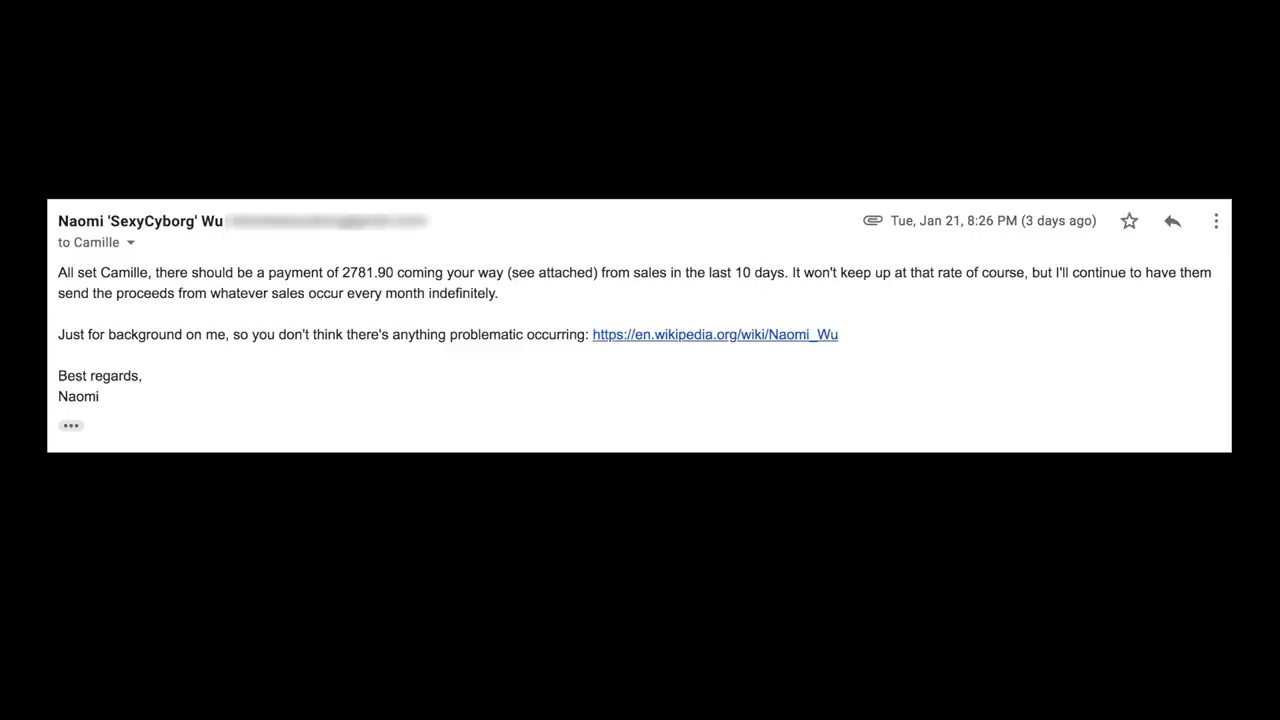 Naomi 'SexyCyborg' Wu
Tue, Jan 21, 8:26 PM (3 days ago)
to Camille
All set Camille, there should be a payment of 2781.90 coming your way (see attached) from sales in the last 10 days. It won't keep up at that rate of course, but I'll continue to have them
send the proceeds from whatever sales occur every month indefinitely.
Just for background on me, so you don't think there's anything problematic occurring: https://en.wikipedia.org/wiki/Naomi_Wu
Best regards,
Naomi